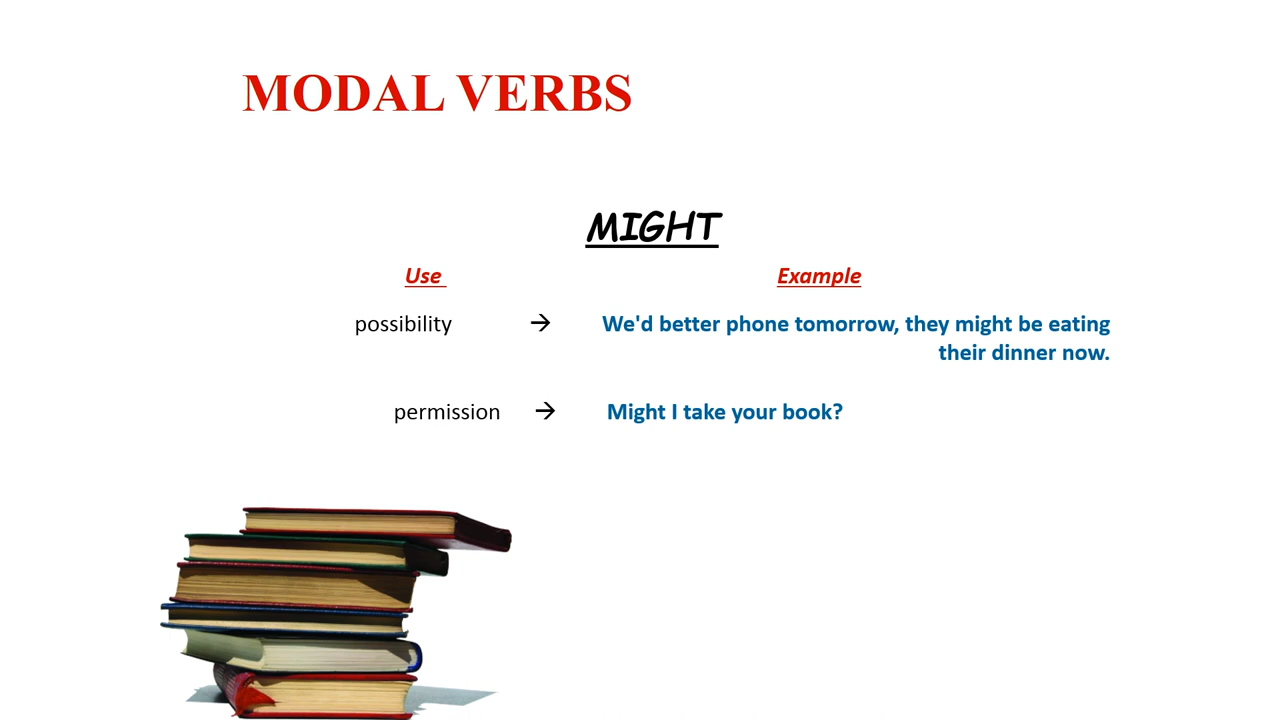 MODAL VERBS
MIGHT
Use Example
possibility → We'd better phone tomorrow, they might be eating
their dinner now.
permission → Might I take your book?